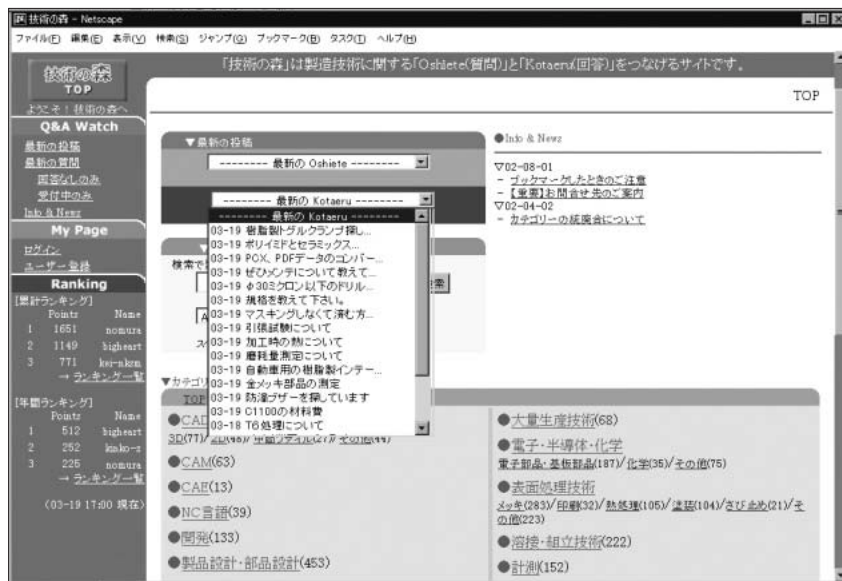 技術の森 - Netscape
ファイル(F) 編集(E) 表示(V) 検索(S) ジャンプ(G) ブックマーク(B) タスク(T) ヘルプ(H)
技術の森
TOP
ようこそ!技術の森へ
「技術の森」は製造技術に関する「Oshiete(質問)」と「Kotaeru(回答)」をつなげるサイトです。
TOP
Q&A Watch
最新の投稿
最新の質問
回答なしのみ
受付中のみ
Info & News
My Page
ログイン
ユーザー登録
Ranking
[累計ランキング]
Points Name
1 1651 nomura
2 1149 bigheart
3 771 kei-nkm
→ ランキング一覧
[年間ランキング]
Points Name
1 512 bigheart
2 252 kinko-z
3 225 nomura
→ ランキング一覧
(03-19 17:00 現在)
▼最新の投稿
-------- 最新の Oshiete --------
-------- 最新の Kotaeru --------
-------- 最新の Kotaeru --------
03-19 樹脂製トグルクランプ探し...
03-19 ポリイミドとセラミックス...
03-19 PCX、PDFデータのコンバー...
03-19 ぜひメンテについて教えて...
03-19 φ30ミクロン以下のドリル...
03-19 規格を教えて下さい。
03-19 マスキングしなくて済む方...
03-19 引張試験について
03-19 加工時の熱について
03-19 磨耗量測定について
03-19 自動車用の樹脂製インテー...
03-19 金メッキ部品の測定
03-19 防滴ブザーを探しています
03-19 C1100の材料費
03-18 T6処理について
検索で
索
A
▼カテゴリ
TOP
●CAD
3D(77)/2D(48)/中間ファイル(27)/その他(44)
●CAM(63)
●CAE(13)
●NC言語(39)
●開発(133)
●製品設計・部品設計(453)
●Info & News
▽02-08-01
- ブックマークしたときのご注意
- 【重要】お問合せ先のご案内
▽02-04-02
- カテゴリーの統廃合について
●大量生産技術(68)
●電子・半導体・化学
電子部品・基板部品(187)/化学(35)/その他(75)
●表面処理技術
メッキ(283)/印刷(32)/熱処理(105)/塗装(104)/さび止め(21)/そ
の他(223)
●溶接・組立技術(222)
●計測(152)